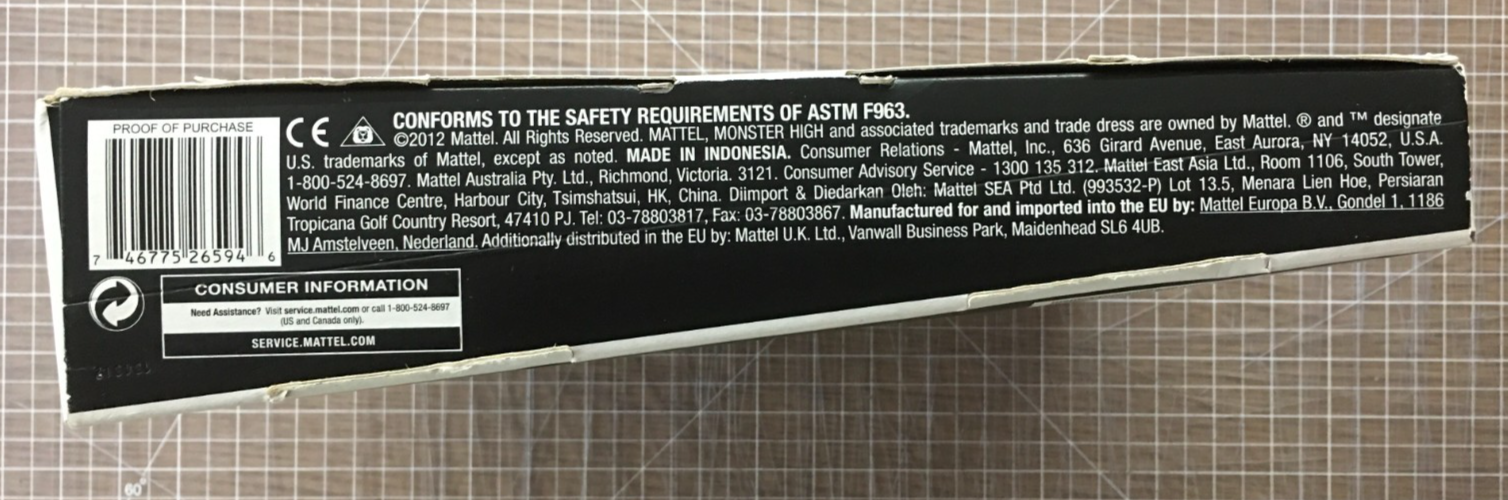 PROOF OF PURCHASE
7 46775 26594 6
CE
CONFORMS TO THE SAFETY REQUIREMENTS OF ASTM F963.
©2012 Mattel. All Rights Reserved. MATTEL, MONSTER HIGH and associated trademarks and trade dress are owned by Mattel. ® and ™ designate
U.S. trademarks of Mattel, except as noted. MADE IN INDONESIA. Consumer Relations - Mattel, Inc., 636 Girard Avenue, East Aurora, NY 14052, U.S.A.
1-800-524-8697. Mattel Australia Pty. Ltd., Richmond, Victoria. 3121. Consumer Advisory Service - 1300 135 312. Mattel East Asia Ltd., Room 1106, South Tower,
World Finance Centre, Harbour City, Tsimshatsui, HK, China. Diimport & Diedarkan Oleh: Mattel SEA Ptd Ltd. (993532-P) Lot 13.5, Menara Lien Hoe, Persiaran
Tropicana Golf Country Resort, 47410 PJ. Tel: 03-78803817, Fax: 03-78803867. Manufactured for and imported into the EU by: Mattel Europa B.V., Gondel 1, 1186
MJ Amstelveen, Nederland. Additionally distributed in the EU by: Mattel U.K. Ltd., Vanwall Business Park, Maidenhead SL6 4UB.
CONSUMER INFORMATION
Need Assistance? Visit service.mattel.com or call 1-800-524-8697
(US and Canada only).
SERVICE.MATTEL.COM
60°